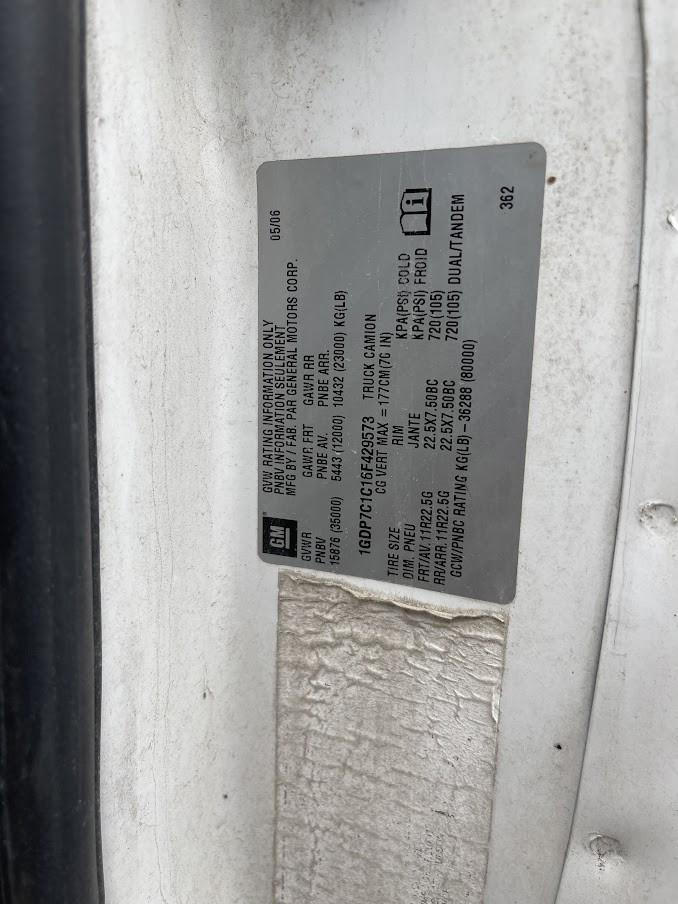 GM ®
GVW RATING INFORMATION ONLY 05/06
PNBV INFORMATION SEULEMENT
MFG BY / FAB. PAR GENERAL MOTORS CORP.
GVWR GAWR FRT GAWR RR
PNBV PNBE AV. PNBE ARR.
15876 (35000) 5443 (12000) 10432 (23000) KG(LB)
1GDP7C1C16F429573 TRUCK CAMION
CG VERT MAX = 177CM(70 IN)
TIRE SIZE RIM KPA(PSI) COLD
DIM. PNEU JANTE KPA(PSI) FROID
FRT/AV. 11R22.5G 22.5X7.50BC 720(105)
RR/ARR. 11R22.5G 22.5X7.50BC 720(105) DUAL/TANDEM
GCW/PNBC RATING KG(LB)–36288 (80000)
362